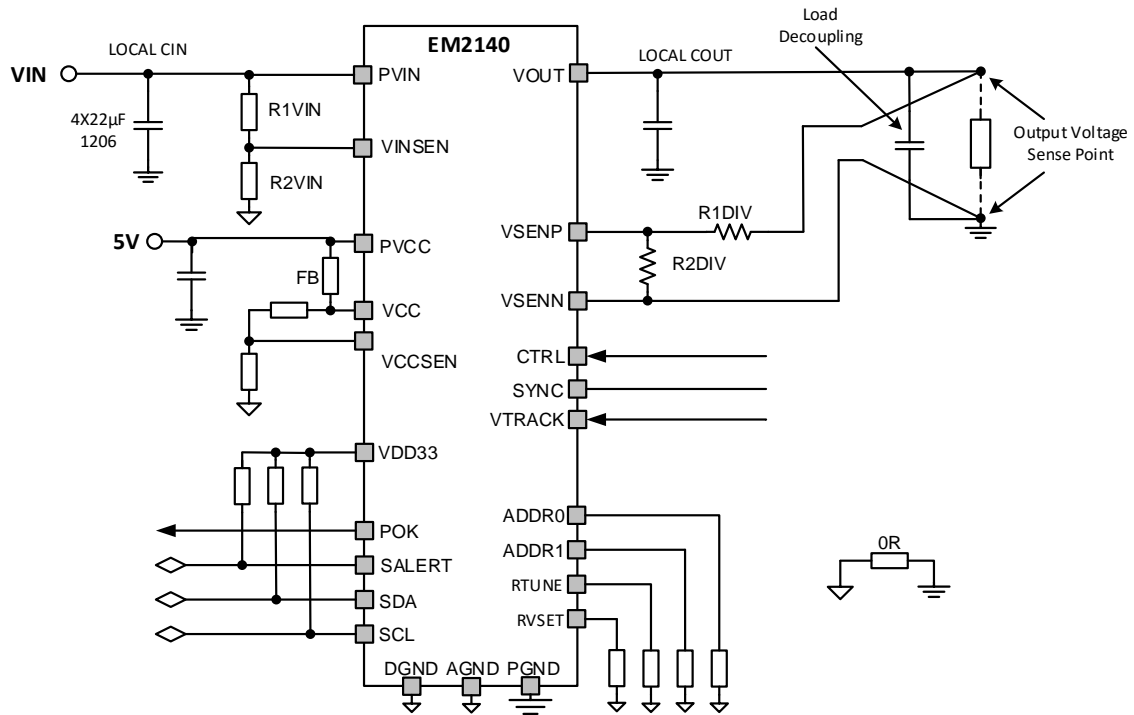 EM2140
LOCAL CIN
VIN
4X22µF
1206
R1VIN
R2VIN
PVIN
VINSEN
5V
FB
PVCC
VCC
VCCSEN
VDD33
POK
SALERT
SDA
SCL
DGND
AGND
PGND
VOUT
LOCAL COUT
Load
Decoupling
Output Voltage
Sense Point
VSENP
R1DIV
R2DIV
VSENN
CTRL
SYNC
VTRACK
ADDR0
ADDR1
RTUNE
RVSET
0R